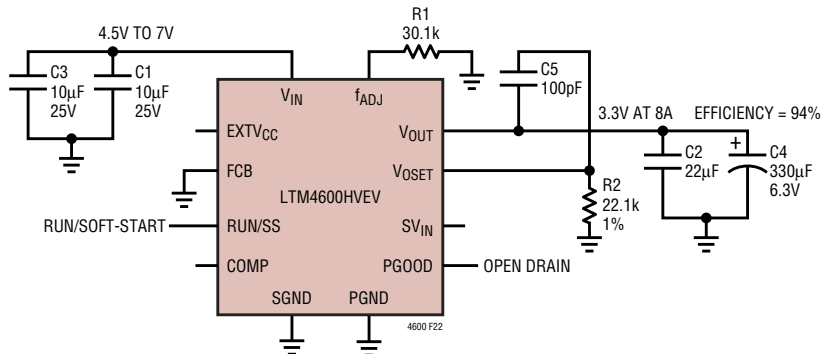 R1
30.1k
4.5V TO 7V
C3
10µF
25V
C1
10µF
25V
C5
100pF
VIN
fADJ
3.3V AT 8A
EFFICIENCY = 94%
EXTVCC
VOUT
+
C2
22µF
C4
330µF
6.3V
FCB
VOSET
LTM4600HVEV
R2
22.1k
1%
RUN/SOFT-START
RUN/SS
SVIN
COMP
PGOOD
OPEN DRAIN
SGND
PGND
4600 F22